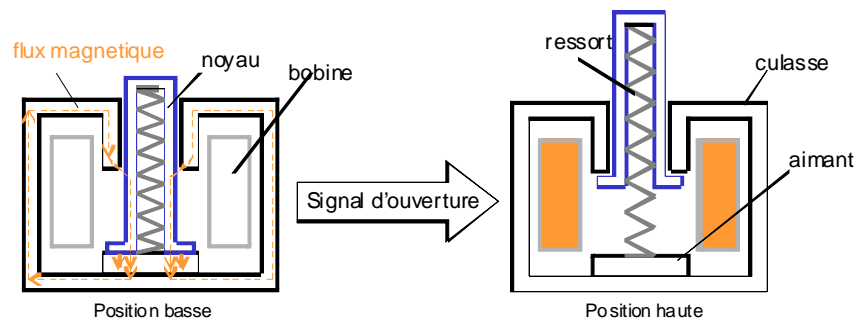 flux magnetique
noyau
bobine
ressort
culasse
aimant
Signal d'ouverture
Position basse
Position haute